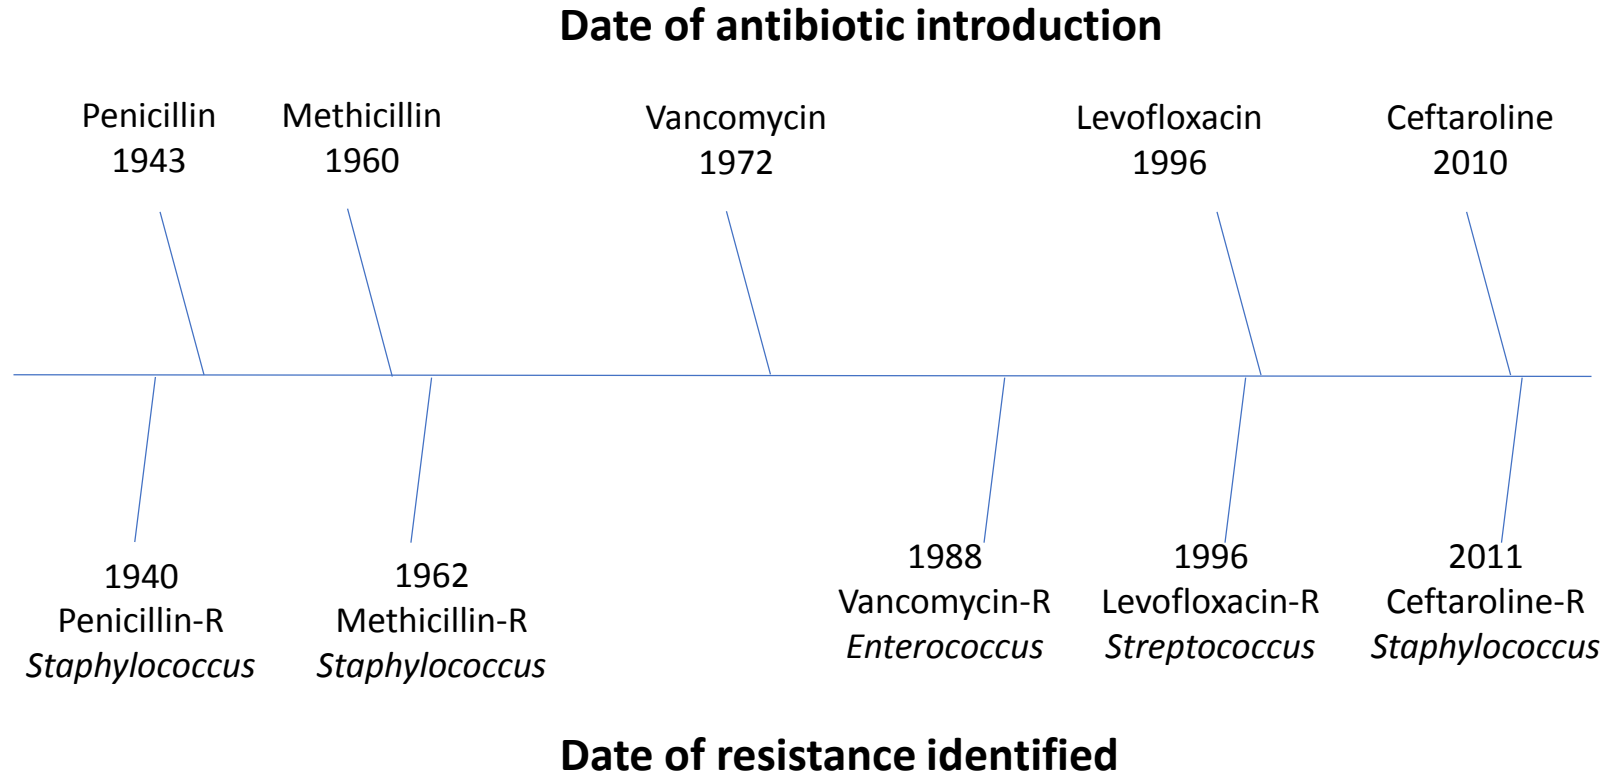 Date of antibiotic introduction
Penicillin
1943
Methicillin
1960
Vancomycin
1972
Levofloxacin
1996
Ceftaroline
2010
1940
Penicillin-R
Staphylococcus
1962
Methicillin-R
Staphylococcus
1988
Vancomycin-R
Enterococcus
1996
Levofloxacin-R
Streptococcus
2011
Ceftaroline-R
Staphylococcus
Date of resistance identified